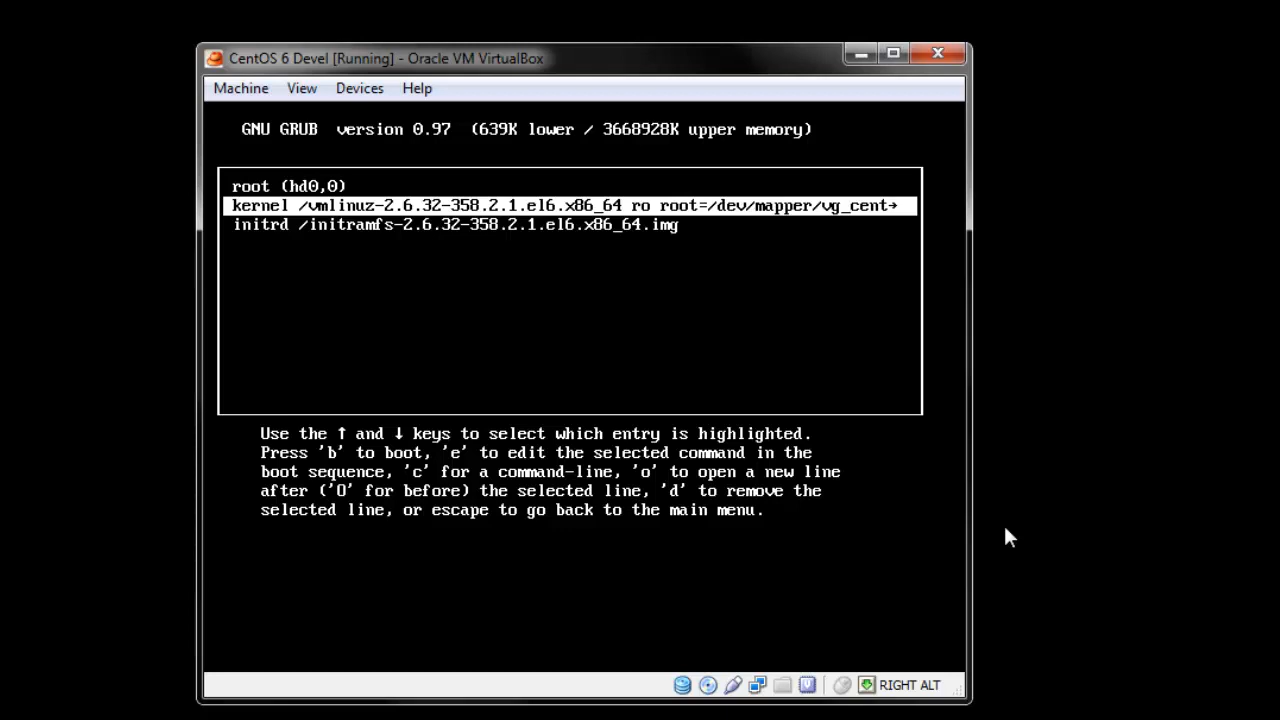 CentOS 6 Devel [Running] - Oracle VM VirtualBox
Machine View Devices Help
GNU GRUB version 0.97 (639K lower / 3668928K upper memory)
root (hd0,0)
kernel /vmlinuz-2.6.32-358.2.1.el6.x86_64 ro root=/dev/mapper/vg_cent→
initrd /initramfs-2.6.32-358.2.1.el6.x86_64.img
Use the ↑ and ↓ keys to select which entry is highlighted.
Press 'b' to boot, 'e' to edit the selected command in the
boot sequence, 'c' for a command-line, 'o' to open a new line
after ('O' for before) the selected line, 'd' to remove the
selected line, or escape to go back to the main menu.
RIGHT ALT